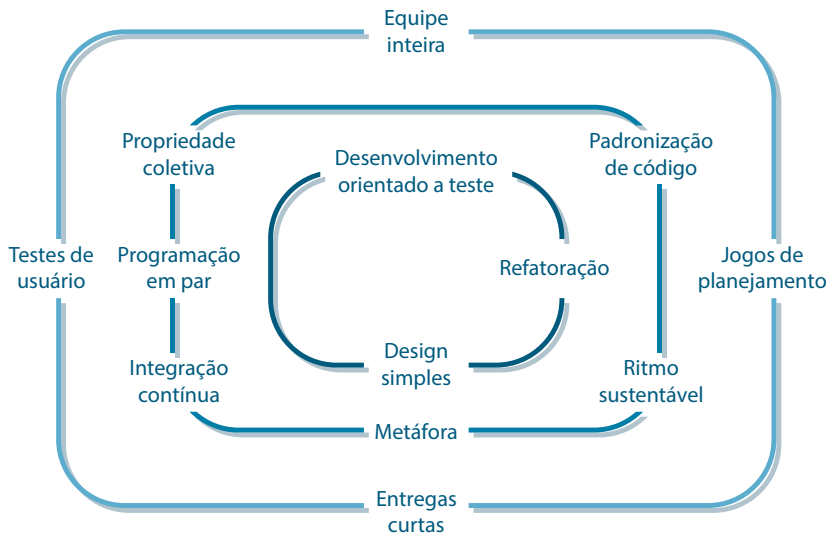 Equipe
inteira
Propriedade
coletiva
Desenvolvimento
orientado a teste
Padronização
de código
Testes de
usuário
Programação
em par
Refatoração
Jogos de
planejamento
Integração
contínua
Design
simples
Ritmo
sustentável
Metáfora
Entregas
curtas